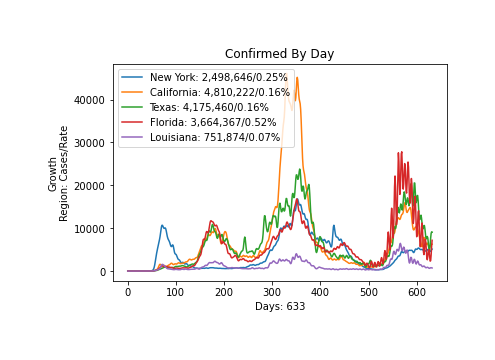 Confirmed By Day
New York: 2,498,646/0.25%
California: 4,810,222/0.16%
Texas: 4,175,460/0.16%
Florida: 3,664,367/0.52%
Louisiana: 751,874/0.07%
Growth
Region: Cases/Rate
40000
30000
20000
10000
0
0 100 200 300 400 500 600
Days: 633